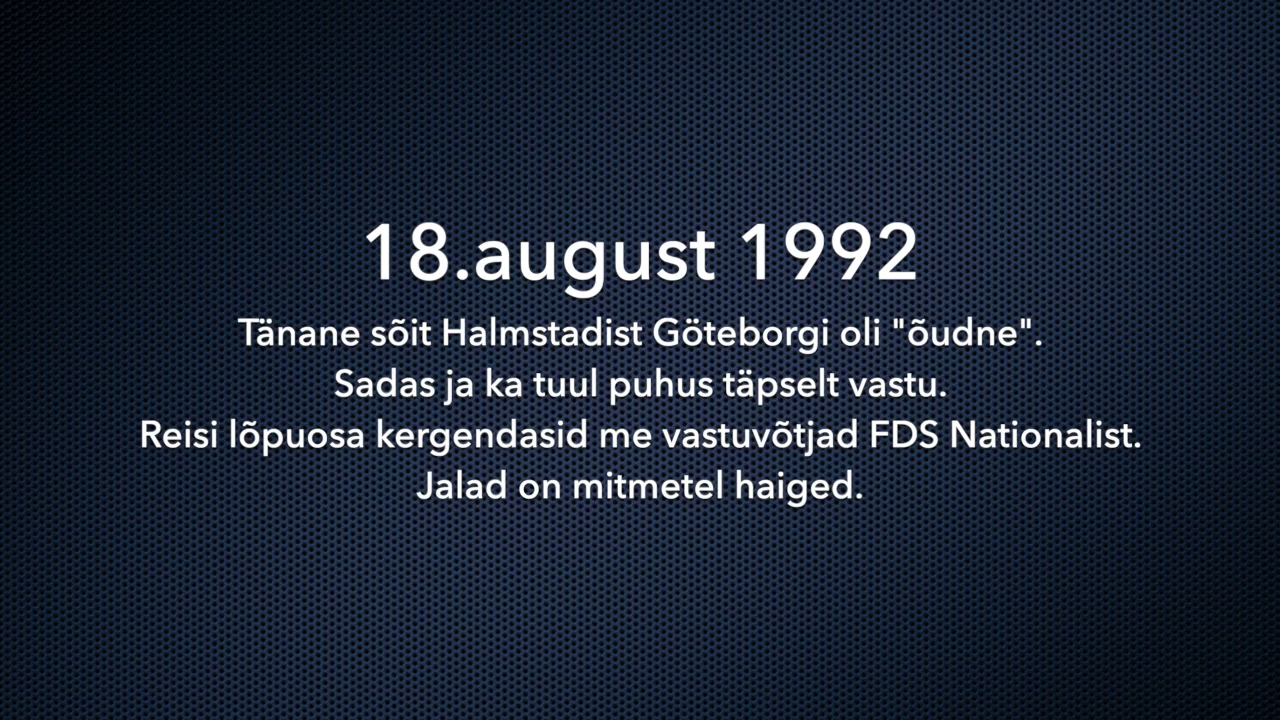 18.august 1992
Tänane sõit Halmstadist Göteborgi oli "õudne".
Sadas ja ka tuul puhus täpselt vastu.
Reisi lõpuosa kergendasid me vastuvõtjad FDS Nationalist.
Jalad on mitmetel haiged.